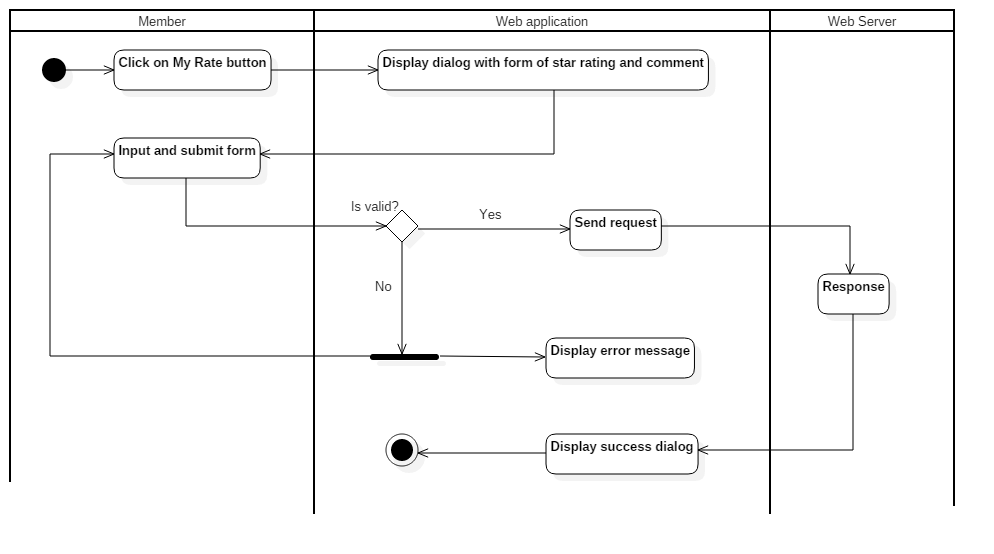 Member
Web application
Web Server
Click on My Rate button
Display dialog with form of star rating and comment
Input and submit form
Is valid?
Yes
Send request
No
Response
Display error message
Display success dialog